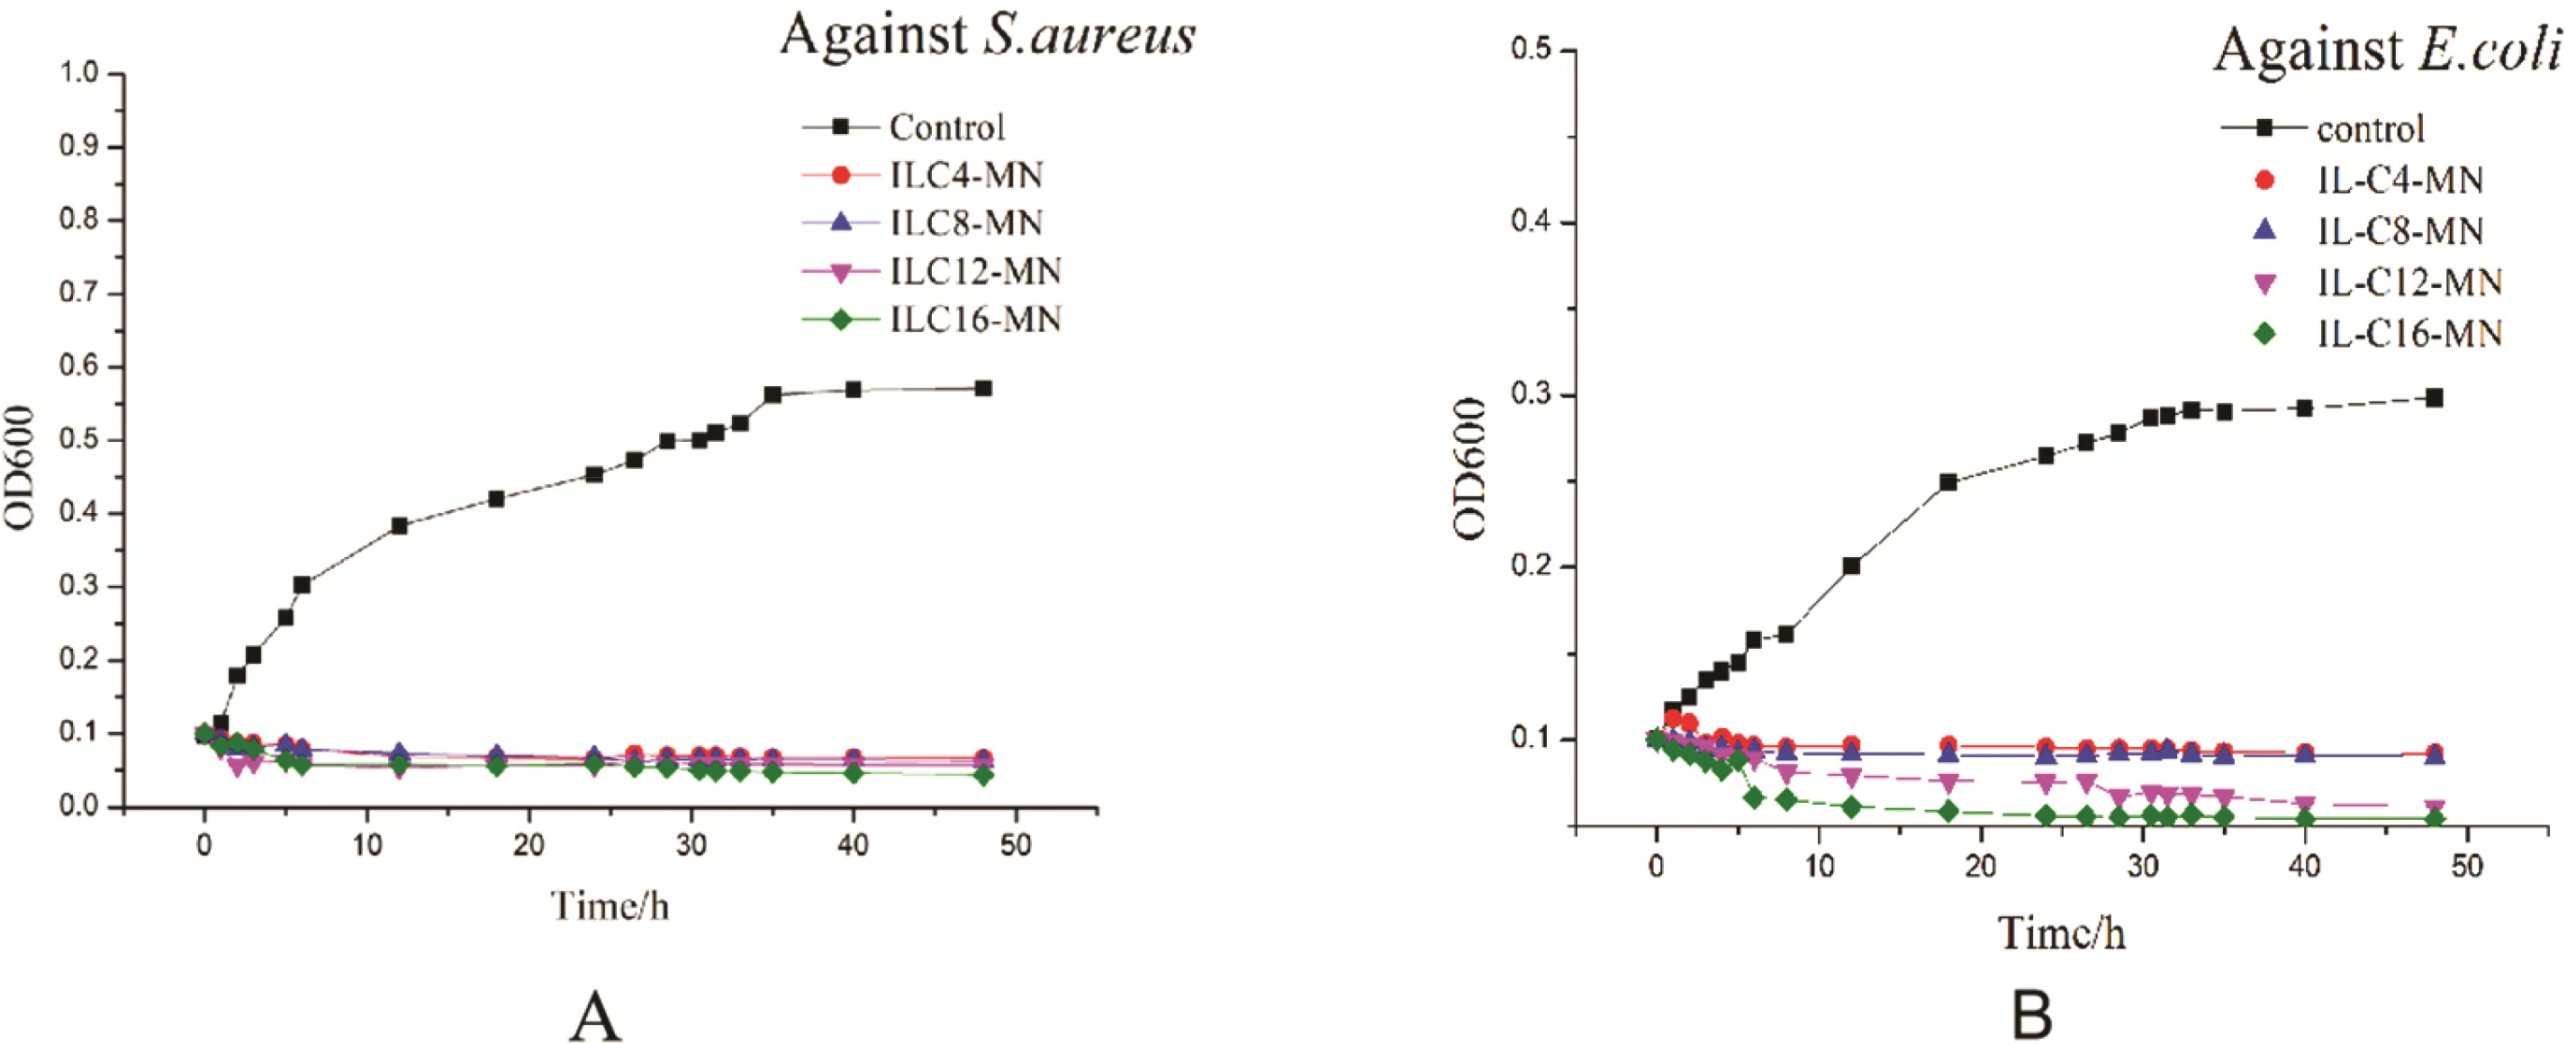 Against S.aureus
1.0
0.9
0.8
0.7
0.6
0.5
0.4
0.3
0.2
0.1
0.0
OD600
Control
ILC4-MN
ILC8-MN
ILC12-MN
ILC16-MN
0 10 20 30 40 50
Time/h
A
Against E.coli
0.5
0.4
0.3
0.2
0.1
OD600
control
IL-C4-MN
IL-C8-MN
IL-C12-MN
IL-C16-MN
0 10 20 30 40 50
Time/h
B